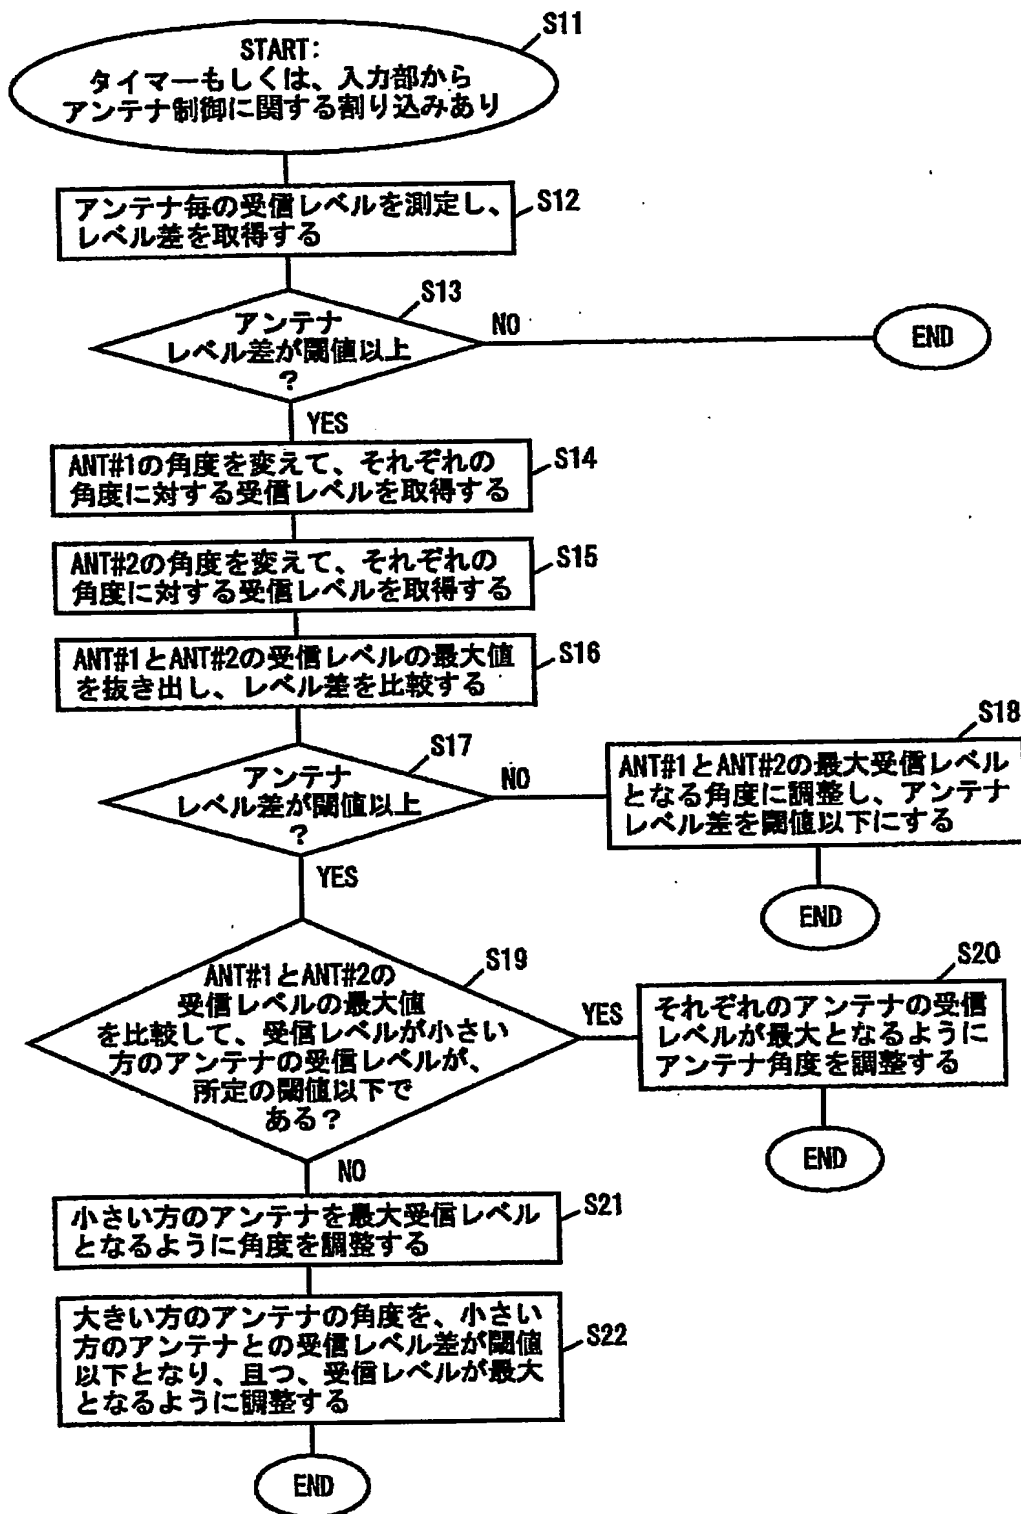 S11
START:
タイマーもしくは、入力部から
アンテナ制御に関する割り込みあり
アンテナ毎の受信レベルを測定し、
レベル差を取得する
S12
S13
アンテナ
レベル差が閾値以上
?
NO
END
YES
ANT#1の角度を変えて、それぞれの
角度に対する受信レベルを取得する
S14
ANT#2の角度を変えて、それぞれの
角度に対する受信レベルを取得する
S15
ANT#1とANT#2の受信レベルの最大値
を抜き出し、レベル差を比較する
S16
S17
アンテナ
レベル差が閾値以上
?
NO
S18
ANT#1とANT#2の最大受信レベル
となる角度に調整し、アンテナ
レベル差を閾値以下にする
END
YES
S19
ANT#1とANT#2の
受信レベルの最大値
を比較して、受信レベルが小さい
方のアンテナの受信レベルが、
所定の閾値以下で
ある?
YES
S20
それぞれのアンテナの受信
レベルが最大となるように
アンテナ角度を調整する
END
NO
小さい方のアンテナを最大受信レベル
となるように角度を調整する
S21
大きい方のアンテナの角度を、小さい
方のアンテナとの受信レベル差が閾値
以下となり、且つ、受信レベルが最大
となるように調整する
S22
END